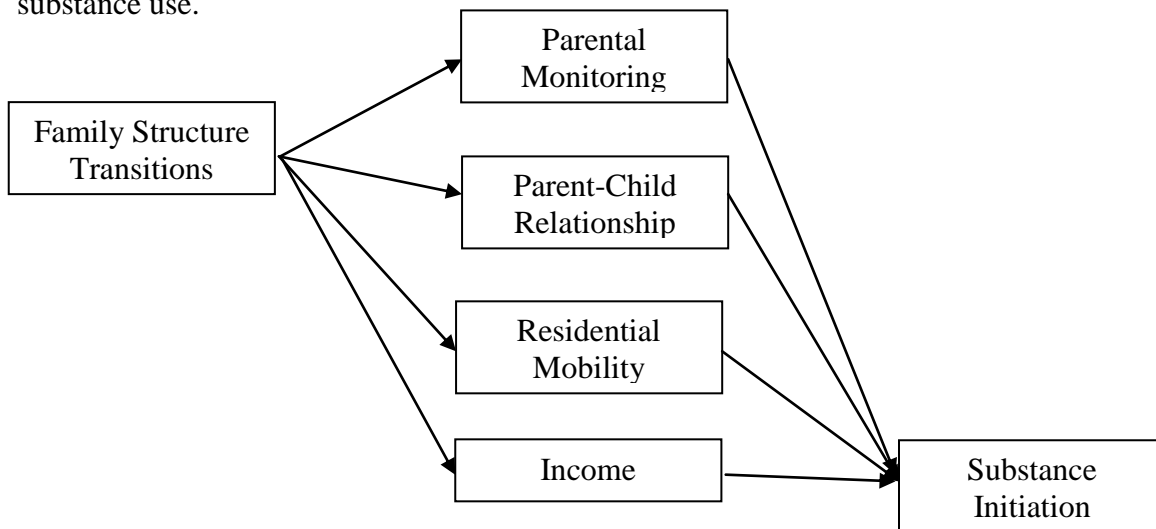 substance use.
Parental
Monitoring
Family Structure
Transitions
Parent-Child
Relationship
Residential
Mobility
Income
Substance
Initiation